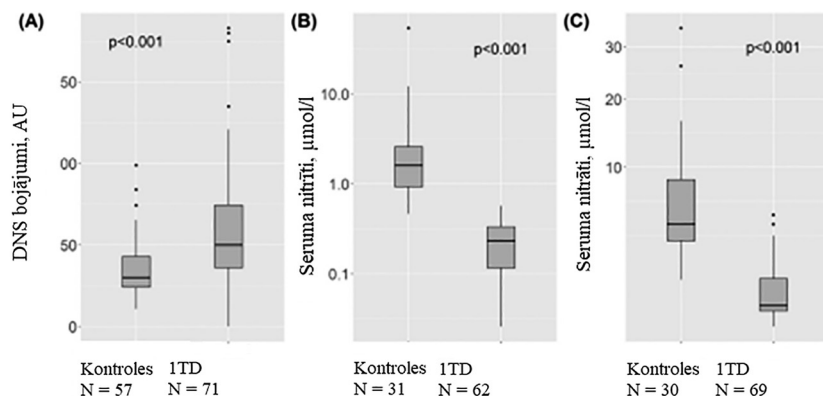 (A)
p<0.001
DNS bojājumi, AU
50
00
50
0
Kontroles 1TD
N = 57 N = 71
(B)
p<0.001
Seruma nitrīti, µmol/l
10.0
1.0
0.1
Kontroles 1TD
N = 31 N = 62
(C)
p<0.001
Seruma nitrāti, µmol/l
30
20
10
Kontroles 1TD
N = 30 N = 69